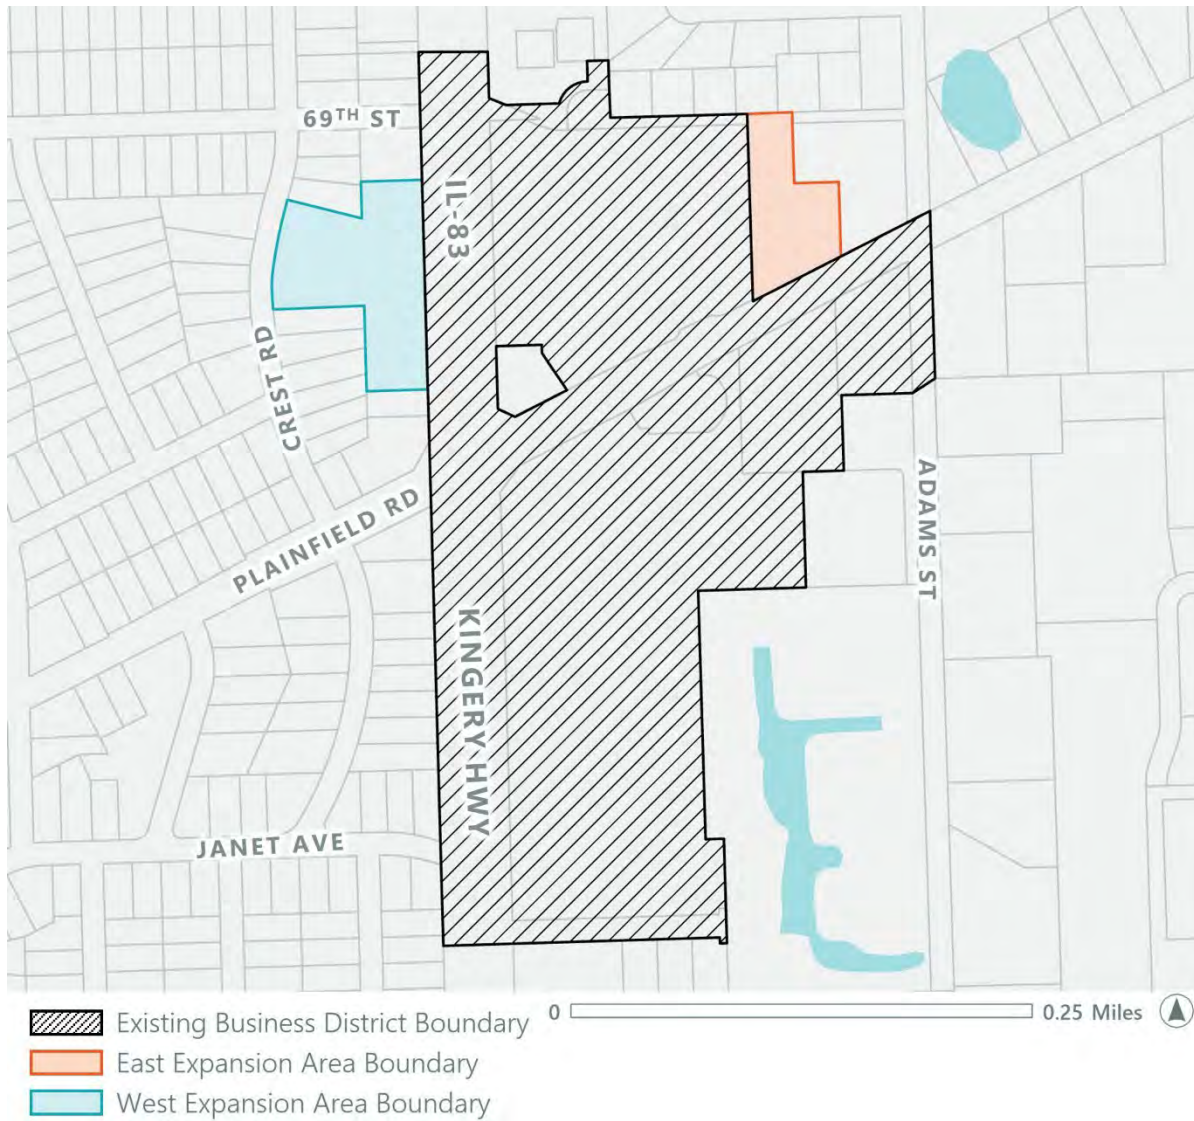 69TH ST
IL-83
CREST RD
PLAINFIELD RD
ADAMS ST
KINGERY HWY
JANET AVE
Existing Business District Boundary
0
0.25 Miles
East Expansion Area Boundary
West Expansion Area Boundary